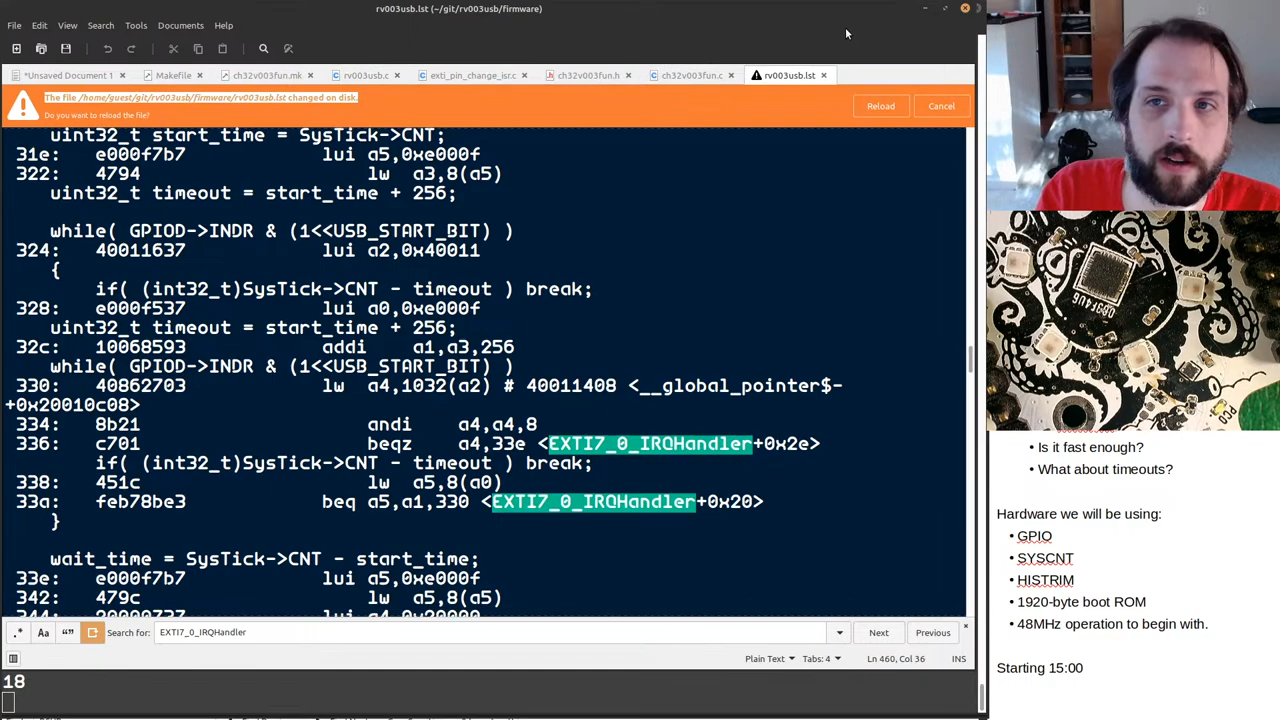 rv003usb.lst (~/git/rv003usb/firmware)
File Edit View Search Tools Documents Help
*Unsaved Document 1 Makefile ch32v003fun.mk rv003usb.c exti_pin_change_isr.c ch32v003fun.h ch32v003fun.c rv003usb.lst
The file /home/guest/git/rv003usb/firmware/rv003usb.lst changed on disk.
Do you want to reload the file?
Reload Cancel
uint32_t start_time = SysTick->CNT;
31e: e000f7b7 lui a5,0xe000f
322: 4794 lw a3,8(a5)
uint32_t timeout = start_time + 256;
while( GPIOD->INDR & (1<<USB_START_BIT) )
324: 40011637 lui a2,0x40011
{
if( (int32_t)SysTick->CNT - timeout ) break;
328: e000f537 lui a0,0xe000f
uint32_t timeout = start_time + 256;
32c: 10068593 addi a1,a3,256
while( GPIOD->INDR & (1<<USB_START_BIT) )
330: 40862703 lw a4,1032(a2) # 40011408 <__global_pointer$-
+0x20010c08>
334: 8b21 andi a4,a4,8
336: c701 beqz a4,33e <EXTI7_0_IRQHandler+0x2e>
if( (int32_t)SysTick->CNT - timeout ) break;
338: 451c lw a5,8(a0)
33a: feb78be3 beq a5,a1,330 <EXTI7_0_IRQHandler+0x20>
}
wait_time = SysTick->CNT - start_time;
33e: e000f7b7 lui a5,0xe000f
342: 479c lw a5,8(a5)
Search for: EXTI7_0_IRQHandler Next Previous
Plain Text Tabs: 4 Ln 460, Col 36 INS
18
• Is it fast enough?
• What about timeouts?
Hardware we will be using:
• GPIO
• SYSCNT
• HISTRIM
• 1920-byte boot ROM
• 48MHz operation to begin with.
Starting 15:00